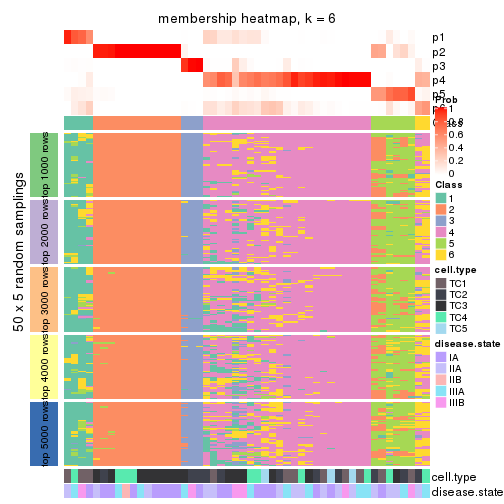 membership heatmap, k = 6
p1
p2
p3
p4
p5
Prob
1
0.8
0.6
0.4
0.2
0
Class
1
2
3
4
5
6
cell.type
TC1
TC2
TC3
TC4
TC5
disease.state
IA
IIA
IIB
IIIA
IIIB
50 x 5 random samplings
top 1000 rows
top 2000 rows
top 3000 rows
top 4000 rows
top 5000 rows
cell.type
disease.state